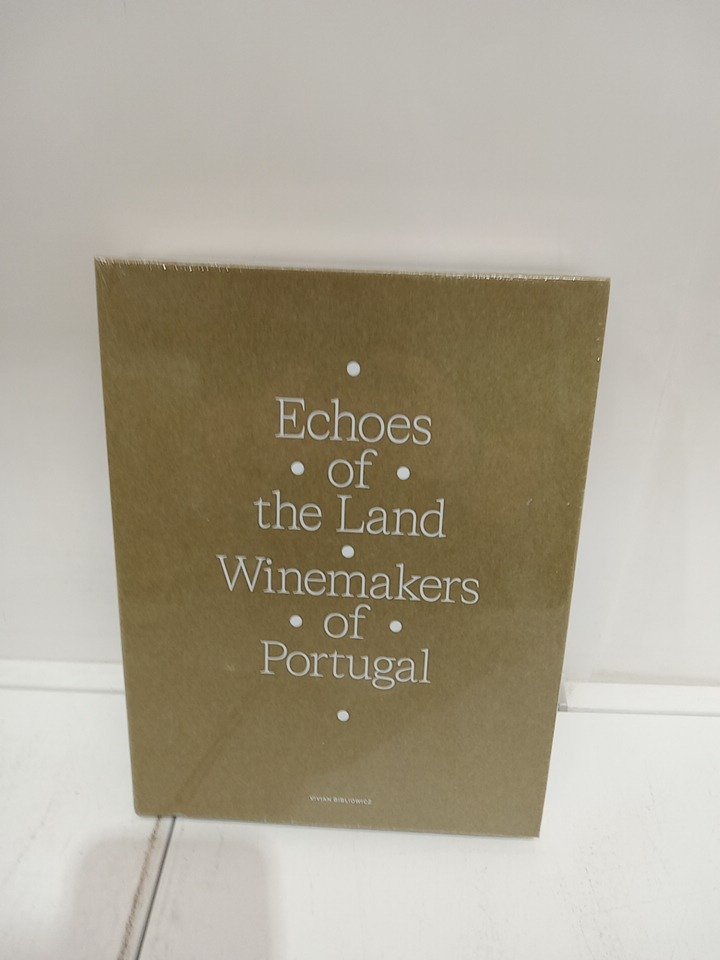 Echoes
of
the Land
Winemakers
of
Portugal
VIVIAN BIBLIOWICZ